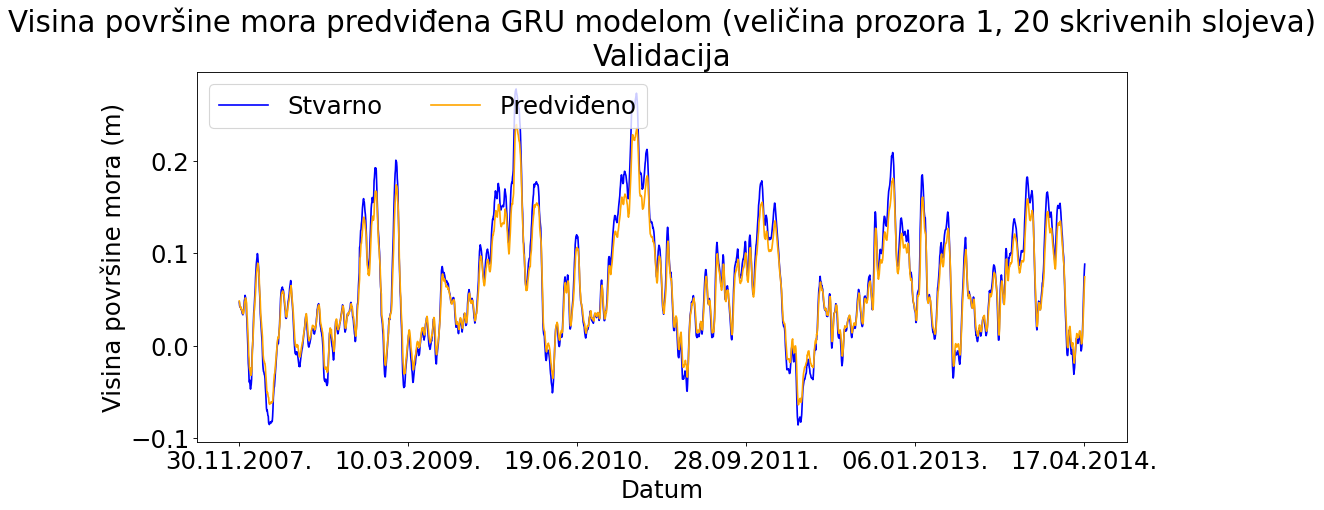 Visina površine mora predviđena GRU modelom (veličina prozora 1, 20 skrivenih slojeva)
Validacija
Stvarno Predviđeno
Visina površine mora (m)
0.2
0.1
0.0
−0.1
30.11.2007. 10.03.2009. 19.06.2010. 28.09.2011. 06.01.2013. 17.04.2014.
Datum